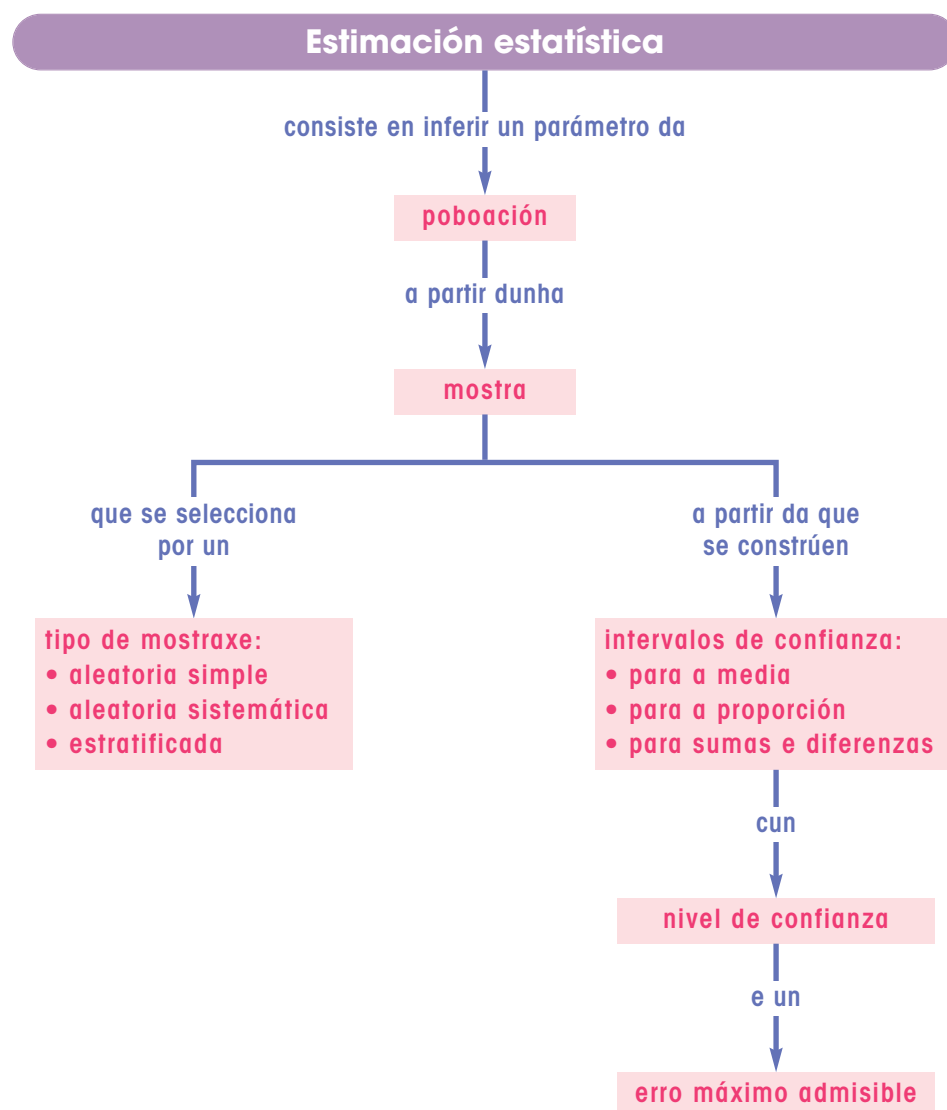 Estimación estatística
consiste en inferir un parámetro da
poboación
a partir dunha
mostra
que se selecciona
por un
tipo de mostraxe:
• aleatoria simple
• aleatoria sistemática
• estratificada
a partir da que
se constrúen
intervalos de confianza:
• para a media
• para a proporción
• para sumas e diferenzas
cun
nivel de confianza
e un
erro máximo admisible